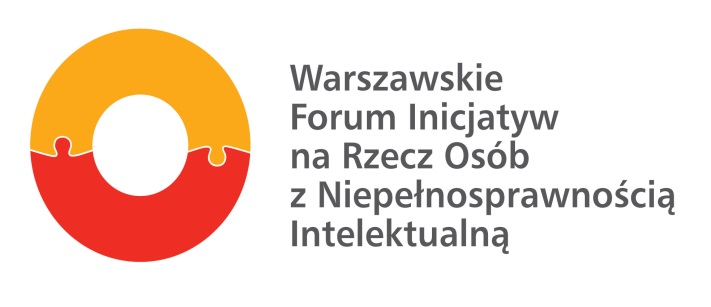 Warszawskie
Forum Inicjatyw
na Rzecz Osób
z Niepełnosprawnością
Intelektualną